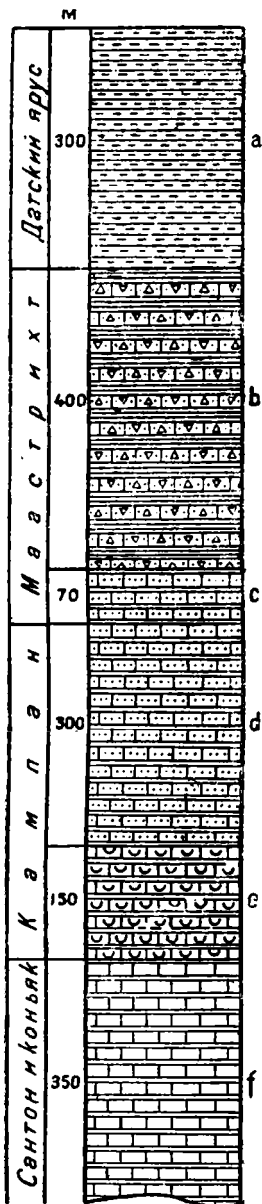 м
Датский ярус
300
a
Маастрихт
400
b
70
c
Кампан
300
d
150
e
Сантон и коньяк
350
f